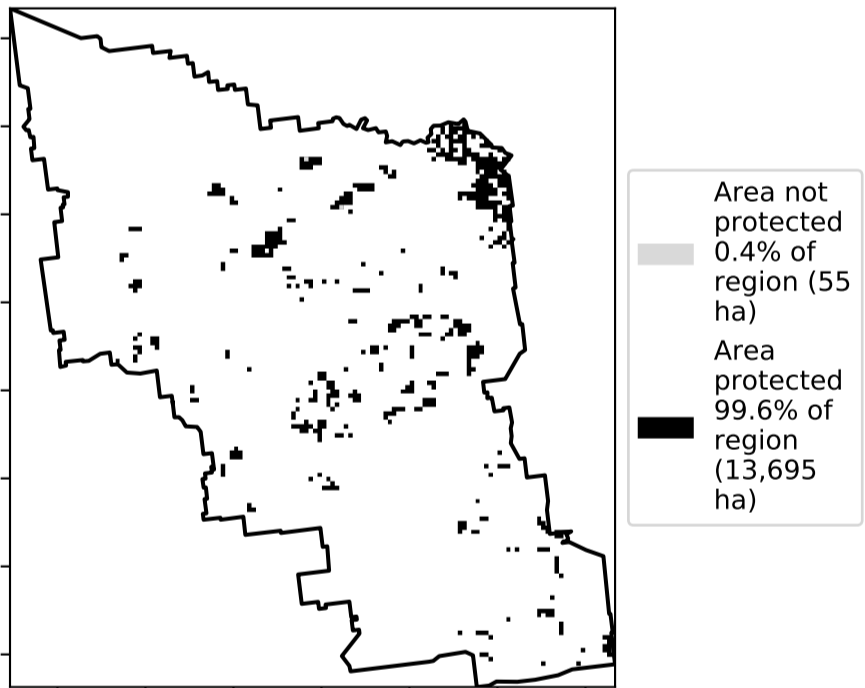 Area not
protected
0.4% of
region (55
ha)
Area
protected
99.6% of
region
(13,695
ha)